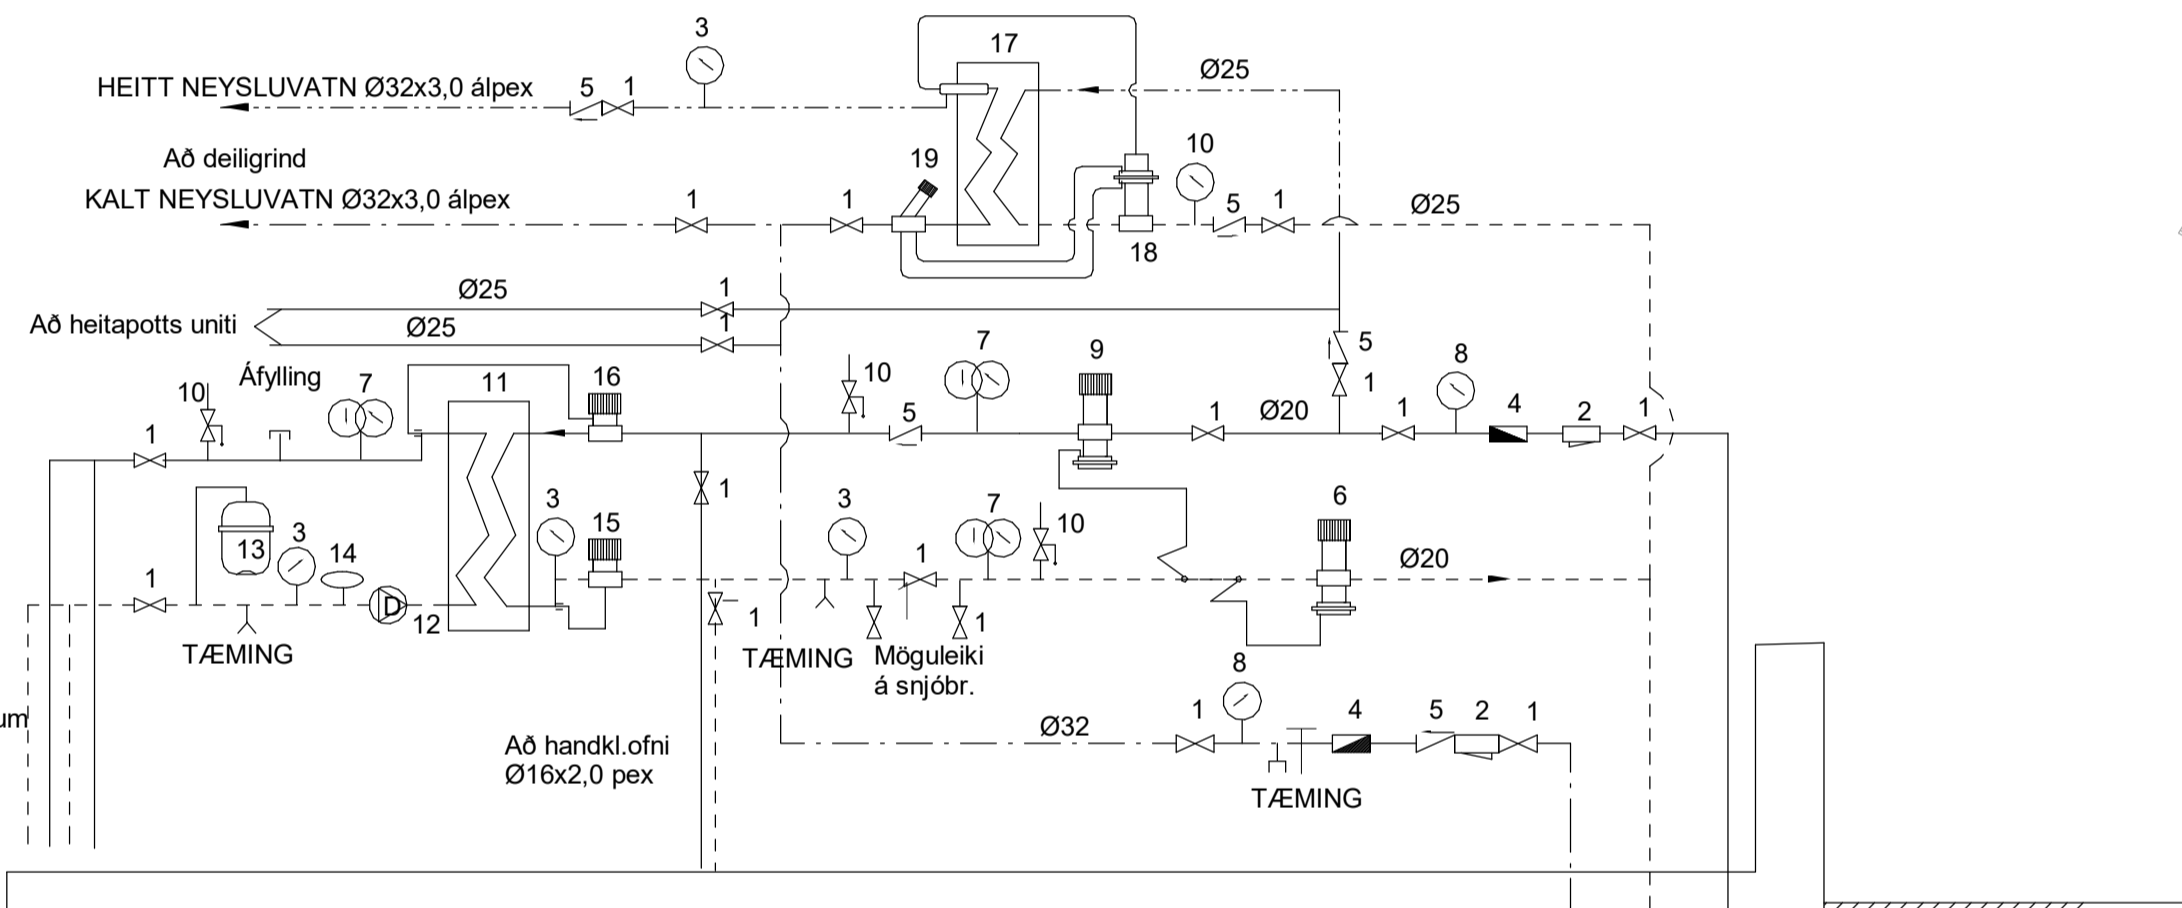 3
17
Ø25
HEITT NEYSLUVATN Ø32x3,0 álpex
5
1
Að deiligrind
19
10
KALT NEYSLUVATN Ø32x3,0 álpex
1
1
5
1
Ø25
18
Ø25
1
Að heitapotts uniti
Ø25
1
5
7
9
8
Áfylling
10
7
11
16
10
1
5
1
Ø20
1
4
2
1
1
1
3
15
3
7
6
13
3
14
10
1
Ø20
1
D
12
1
1
TÆMING
TÆMING
Möguleiki
á snjóbr.
8
um
Ø32
1
4
5
2
1
Að handkl.ofni
Ø16x2,0 pex
TÆMING